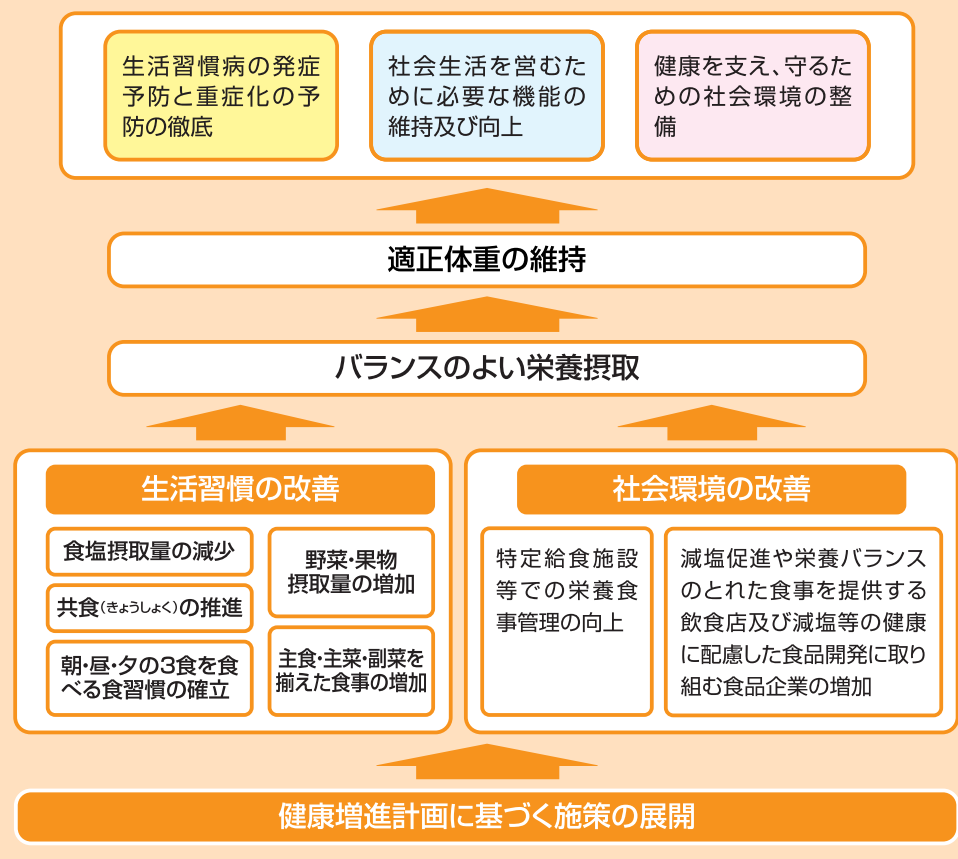 生活習慣病の発症
予防と重症化の予
防の徹底
社会生活を営むた
めに必要な機能の
維持及び向上
健康を支え、守るた
めの社会環境の整
備
適正体重の維持
バランスのよい栄養摂取
生活習慣の改善
食塩摂取量の減少
共食(きょうしょく)の推進
朝・昼・夕の3食を食
べる食習慣の確立
野菜・果物
摂取量の増加
主食・主菜・副菜を
揃えた食事の増加
社会環境の改善
特定給食施設
等での栄養食
事管理の向上
減塩促進や栄養バランス
のとれた食事を提供する
飲食店及び減塩等の健康
に配慮した食品開発に取り
組む食品企業の増加
健康増進計画に基づく施策の展開